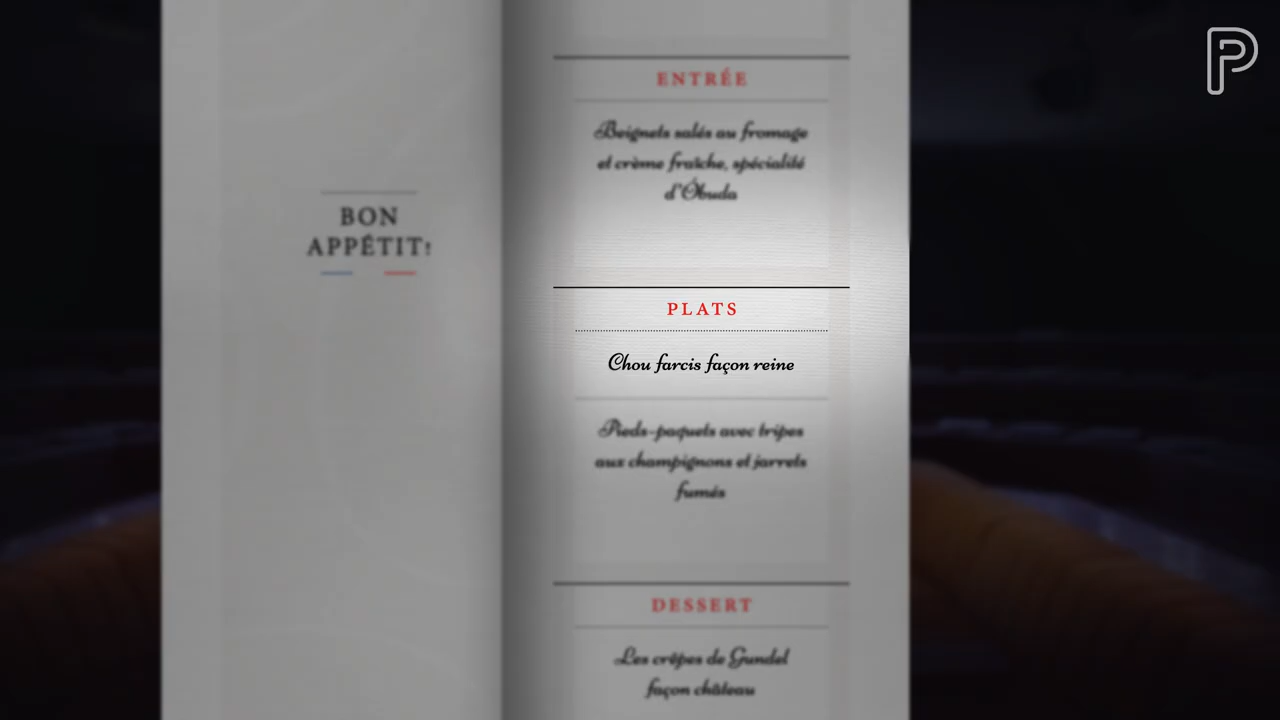 BON
APPÉTIT!
ENTRÉE
Beignets salés au fromage
et crème fraîche, spécialité
d'Óbuda
PLATS
Chou farcis façon reine
Pieds-paquets avec tripes
aux champignons et jarrets
fumés
DESSERT
Les crêpes de Gundel
façon château
P